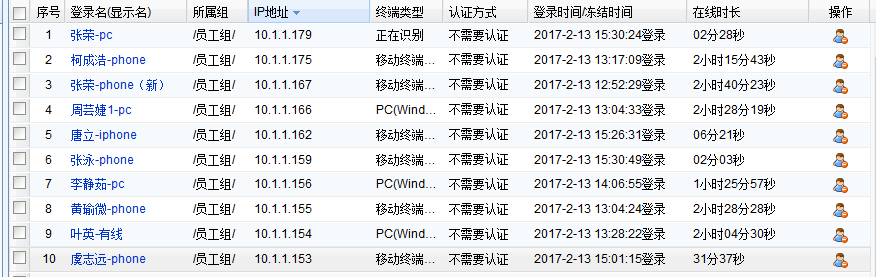 序号 登录名(显示名) 所属组 IP地址 终端类型 认证方式 登录时间/冻结时间 在线时长 操作
1 张荣-pc /员工组/ 10.1.1.179 正在识别 不需要认证 2017-2-13 15:30:24登录 02分28秒
2 柯成浩-phone /员工组/ 10.1.1.175 移动终端... 不需要认证 2017-2-13 13:17:09登录 2小时15分43秒
3 张荣-phone（新） /员工组/ 10.1.1.167 移动终端... 不需要认证 2017-2-13 12:52:29登录 2小时40分23秒
4 周芸婕1-pc /员工组/ 10.1.1.166 PC(Wind... 不需要认证 2017-2-13 13:04:33登录 2小时28分19秒
5 唐立-iphone /员工组/ 10.1.1.162 移动终端... 不需要认证 2017-2-13 15:26:31登录 06分21秒
6 张泳-phone /员工组/ 10.1.1.159 移动终端... 不需要认证 2017-2-13 15:30:49登录 02分03秒
7 李静茹-pc /员工组/ 10.1.1.156 PC(Wind... 不需要认证 2017-2-13 14:06:55登录 1小时25分57秒
8 黄瑜微-phone /员工组/ 10.1.1.155 移动终端... 不需要认证 2017-2-13 13:04:24登录 2小时28分28秒
9 叶英-有线 /员工组/ 10.1.1.154 PC(Wind... 不需要认证 2017-2-13 13:28:22登录 2小时04分30秒
10 虞志远-phone /员工组/ 10.1.1.153 移动终端... 不需要认证 2017-2-13 15:01:15登录 31分37秒